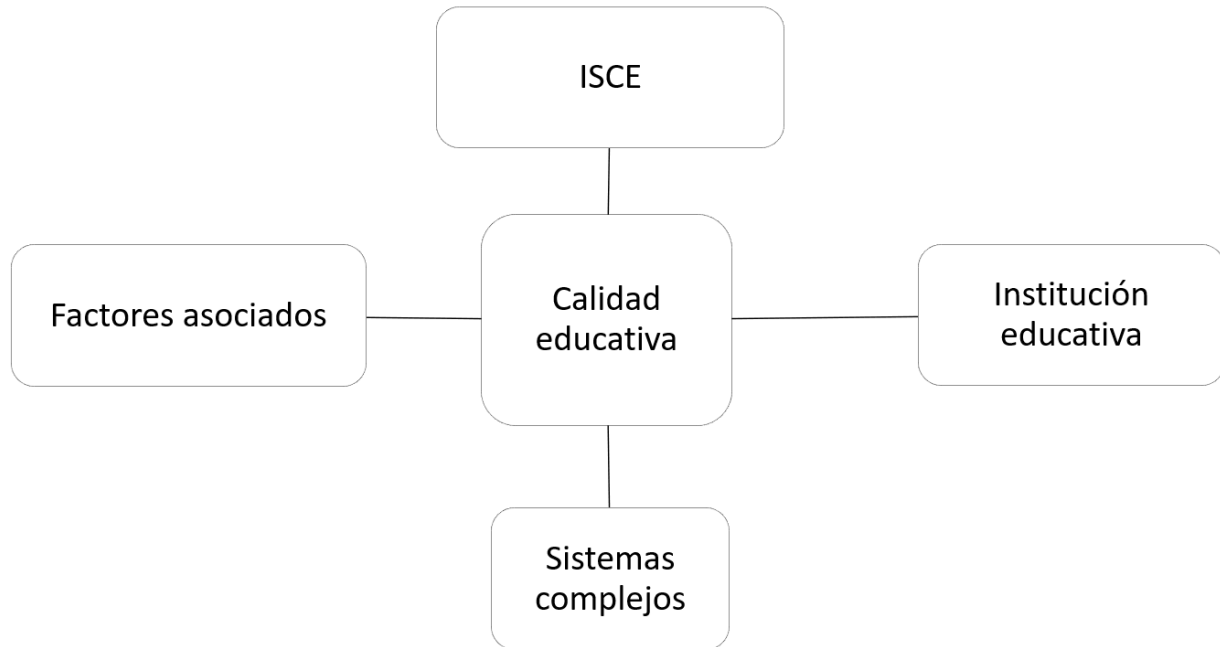 ISCE
Factores asociados
Calidad
educativa
Institución
educativa
Sistemas
complejos